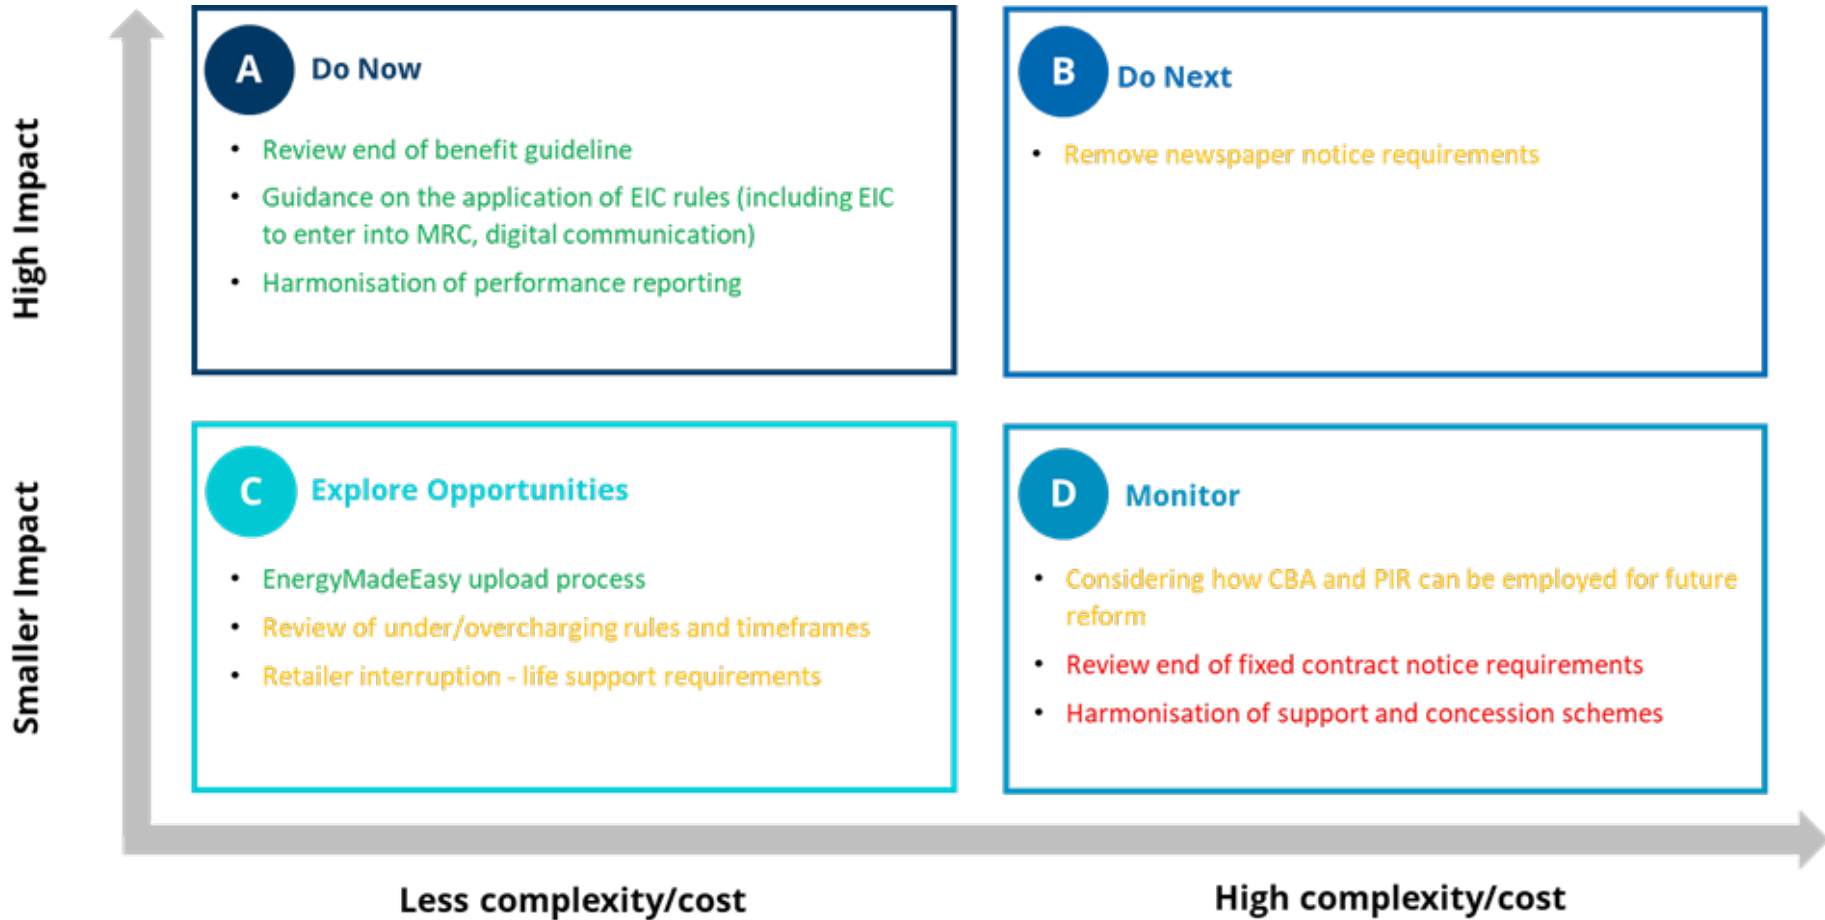 High Impact
A Do Now
• Review end of benefit guideline
• Guidance on the application of EIC rules (including EIC
to enter into MRC, digital communication)
• Harmonisation of performance reporting
B Do Next
• Remove newspaper notice requirements
Smaller Impact
C Explore Opportunities
• EnergyMadeEasy upload process
• Review of under/overcharging rules and timeframes
• Retailer interruption - life support requirements
D Monitor
• Considering how CBA and PIR can be employed for future
reform
• Review end of fixed contract notice requirements
• Harmonisation of support and concession schemes
Less complexity/cost
High complexity/cost